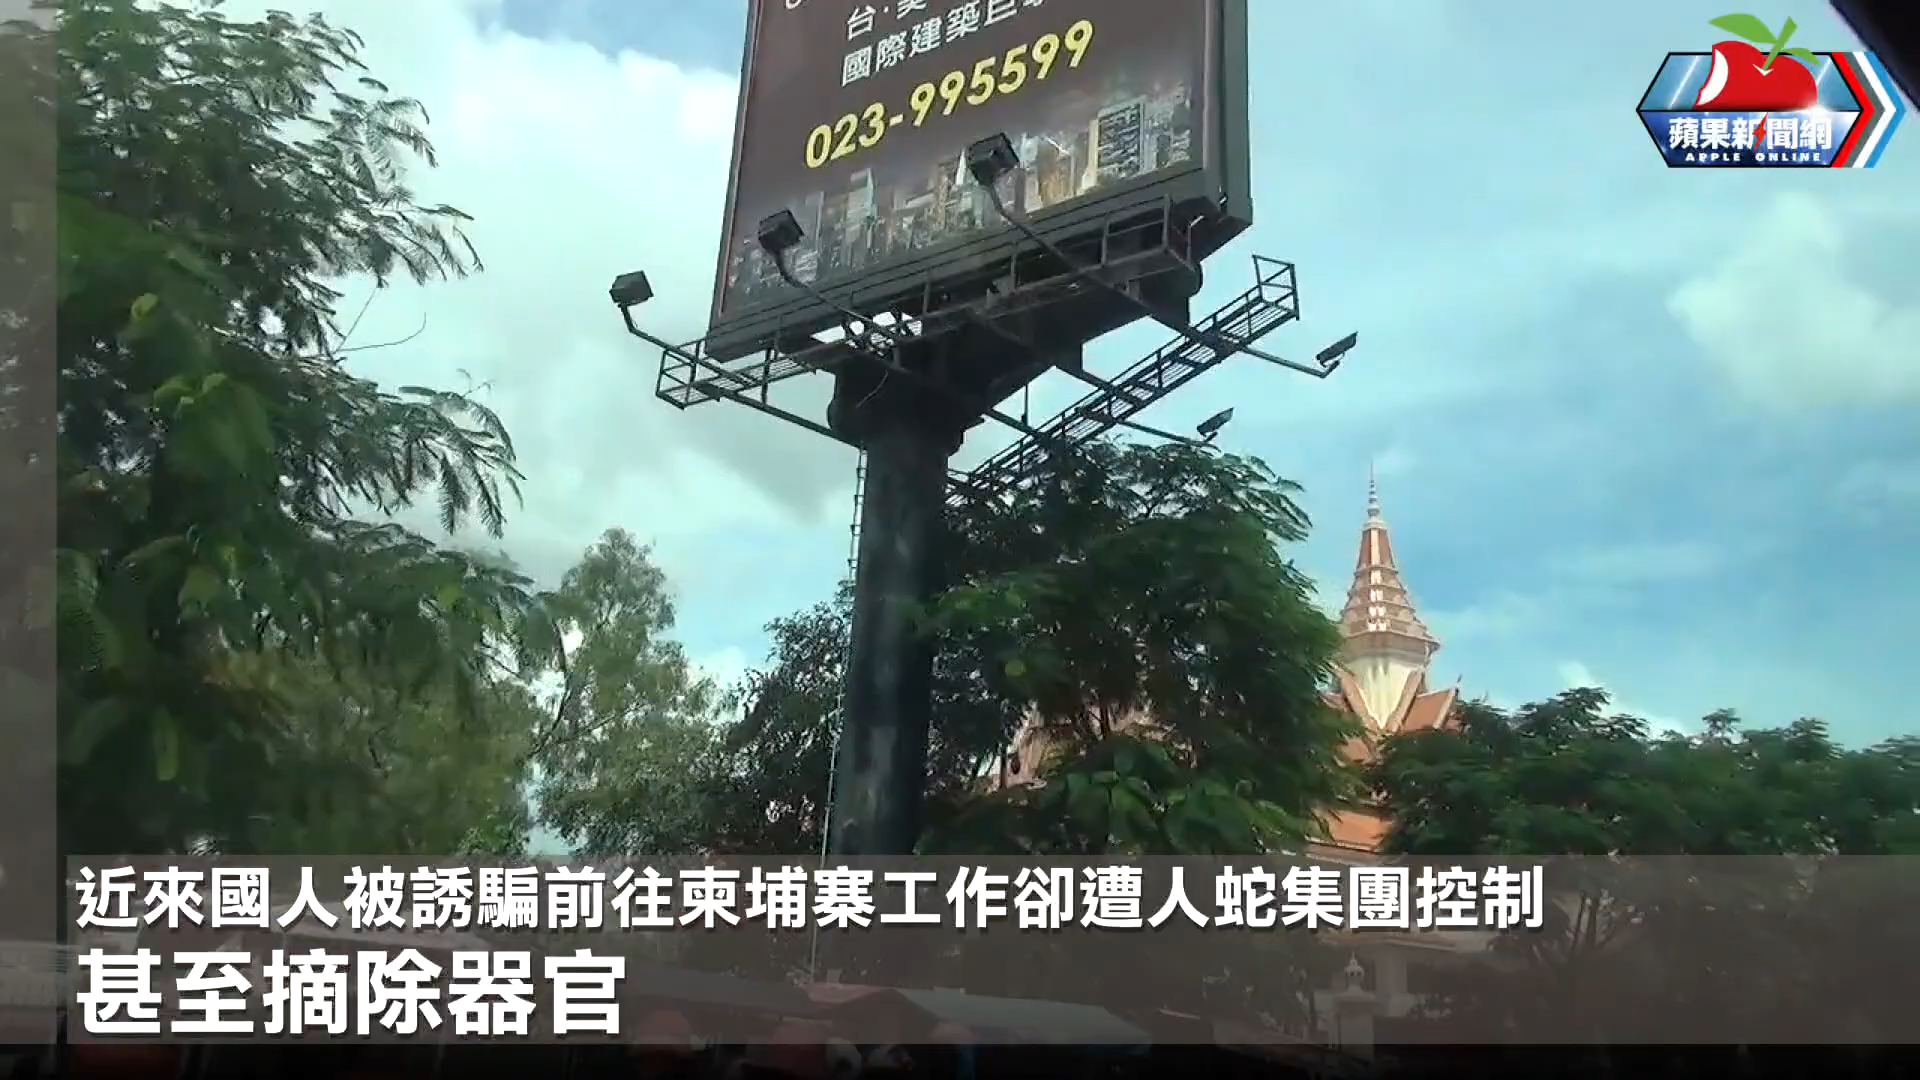 台·美
國際建築巨
023-995599
蘋果新聞網
APPLE ONLINE
近來國人被誘騙前往柬埔寨工作卻遭人蛇集團控制
甚至摘除器官